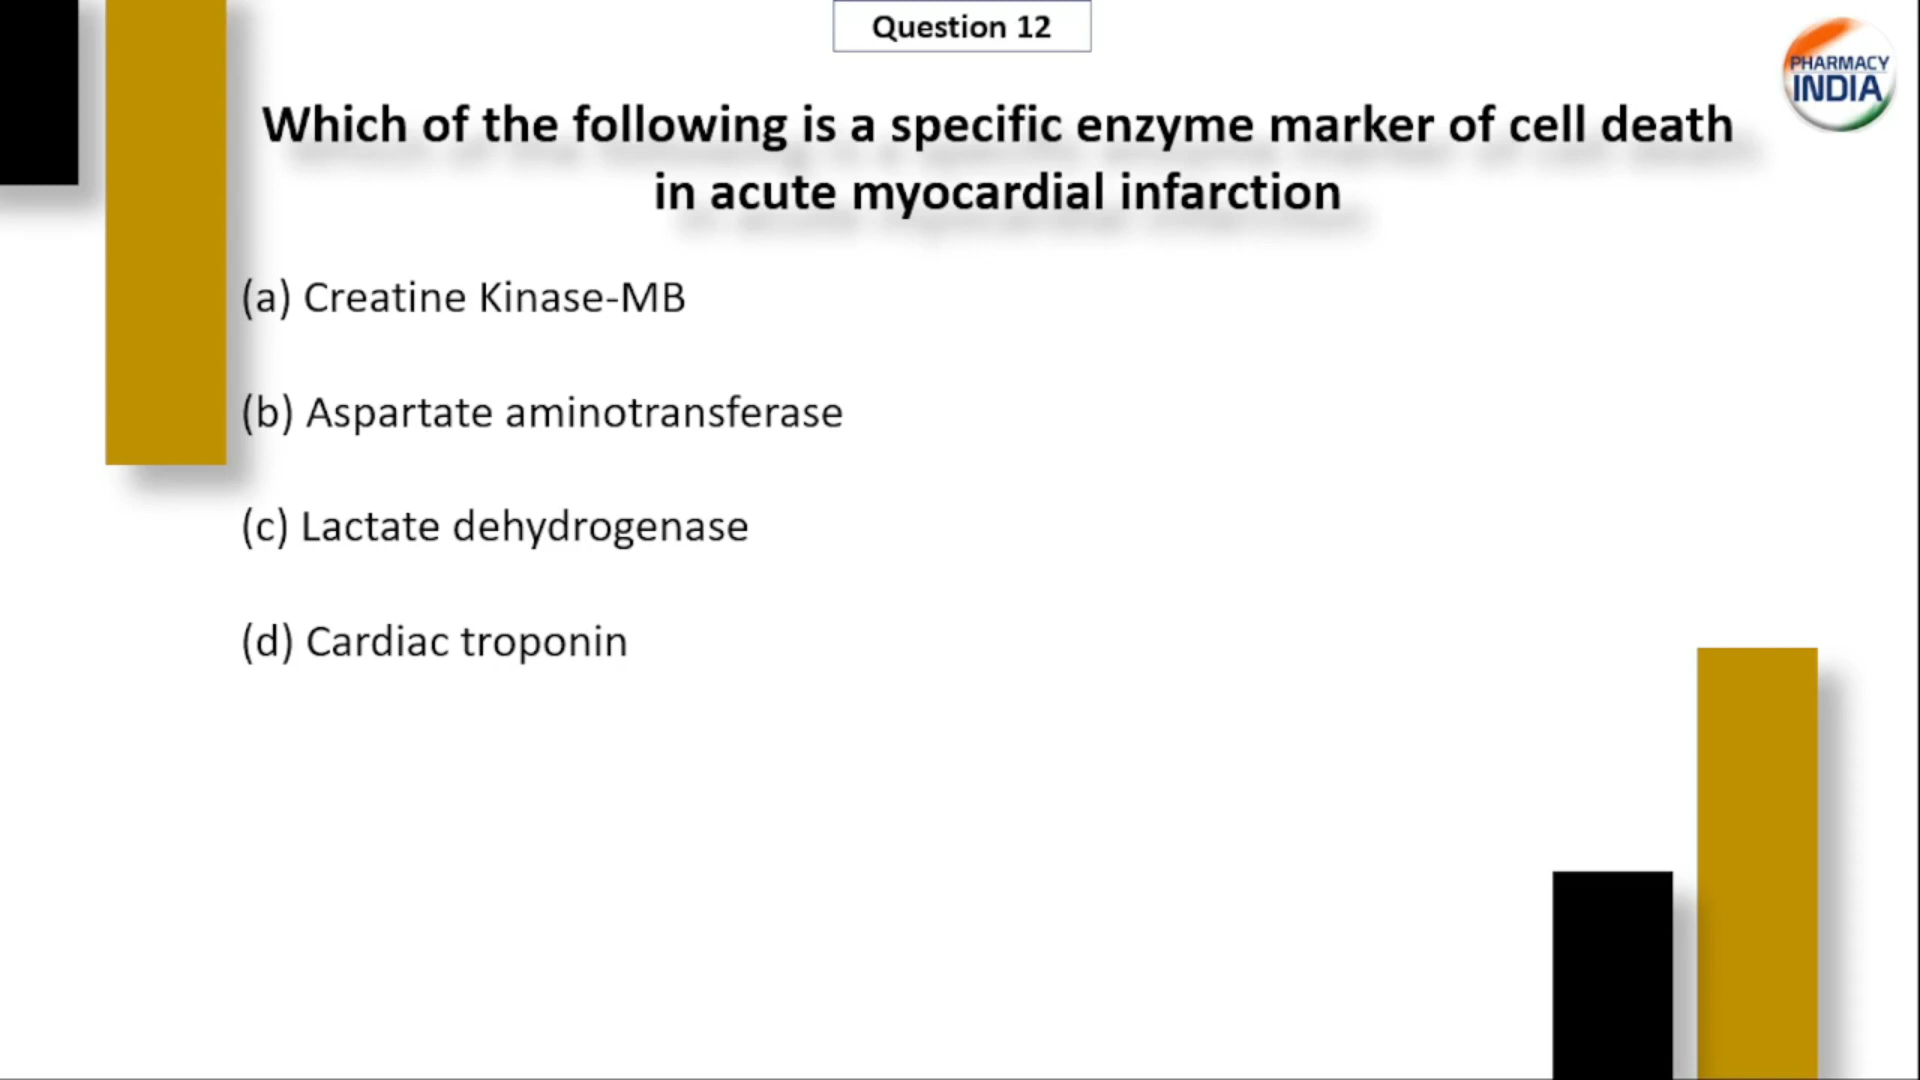 Question 12
PHARMACY
INDIA
Which of the following is a specific enzyme marker of cell death
in acute myocardial infarction
(a) Creatine Kinase-MB
(b) Aspartate aminotransferase
(c) Lactate dehydrogenase
(d) Cardiac troponin